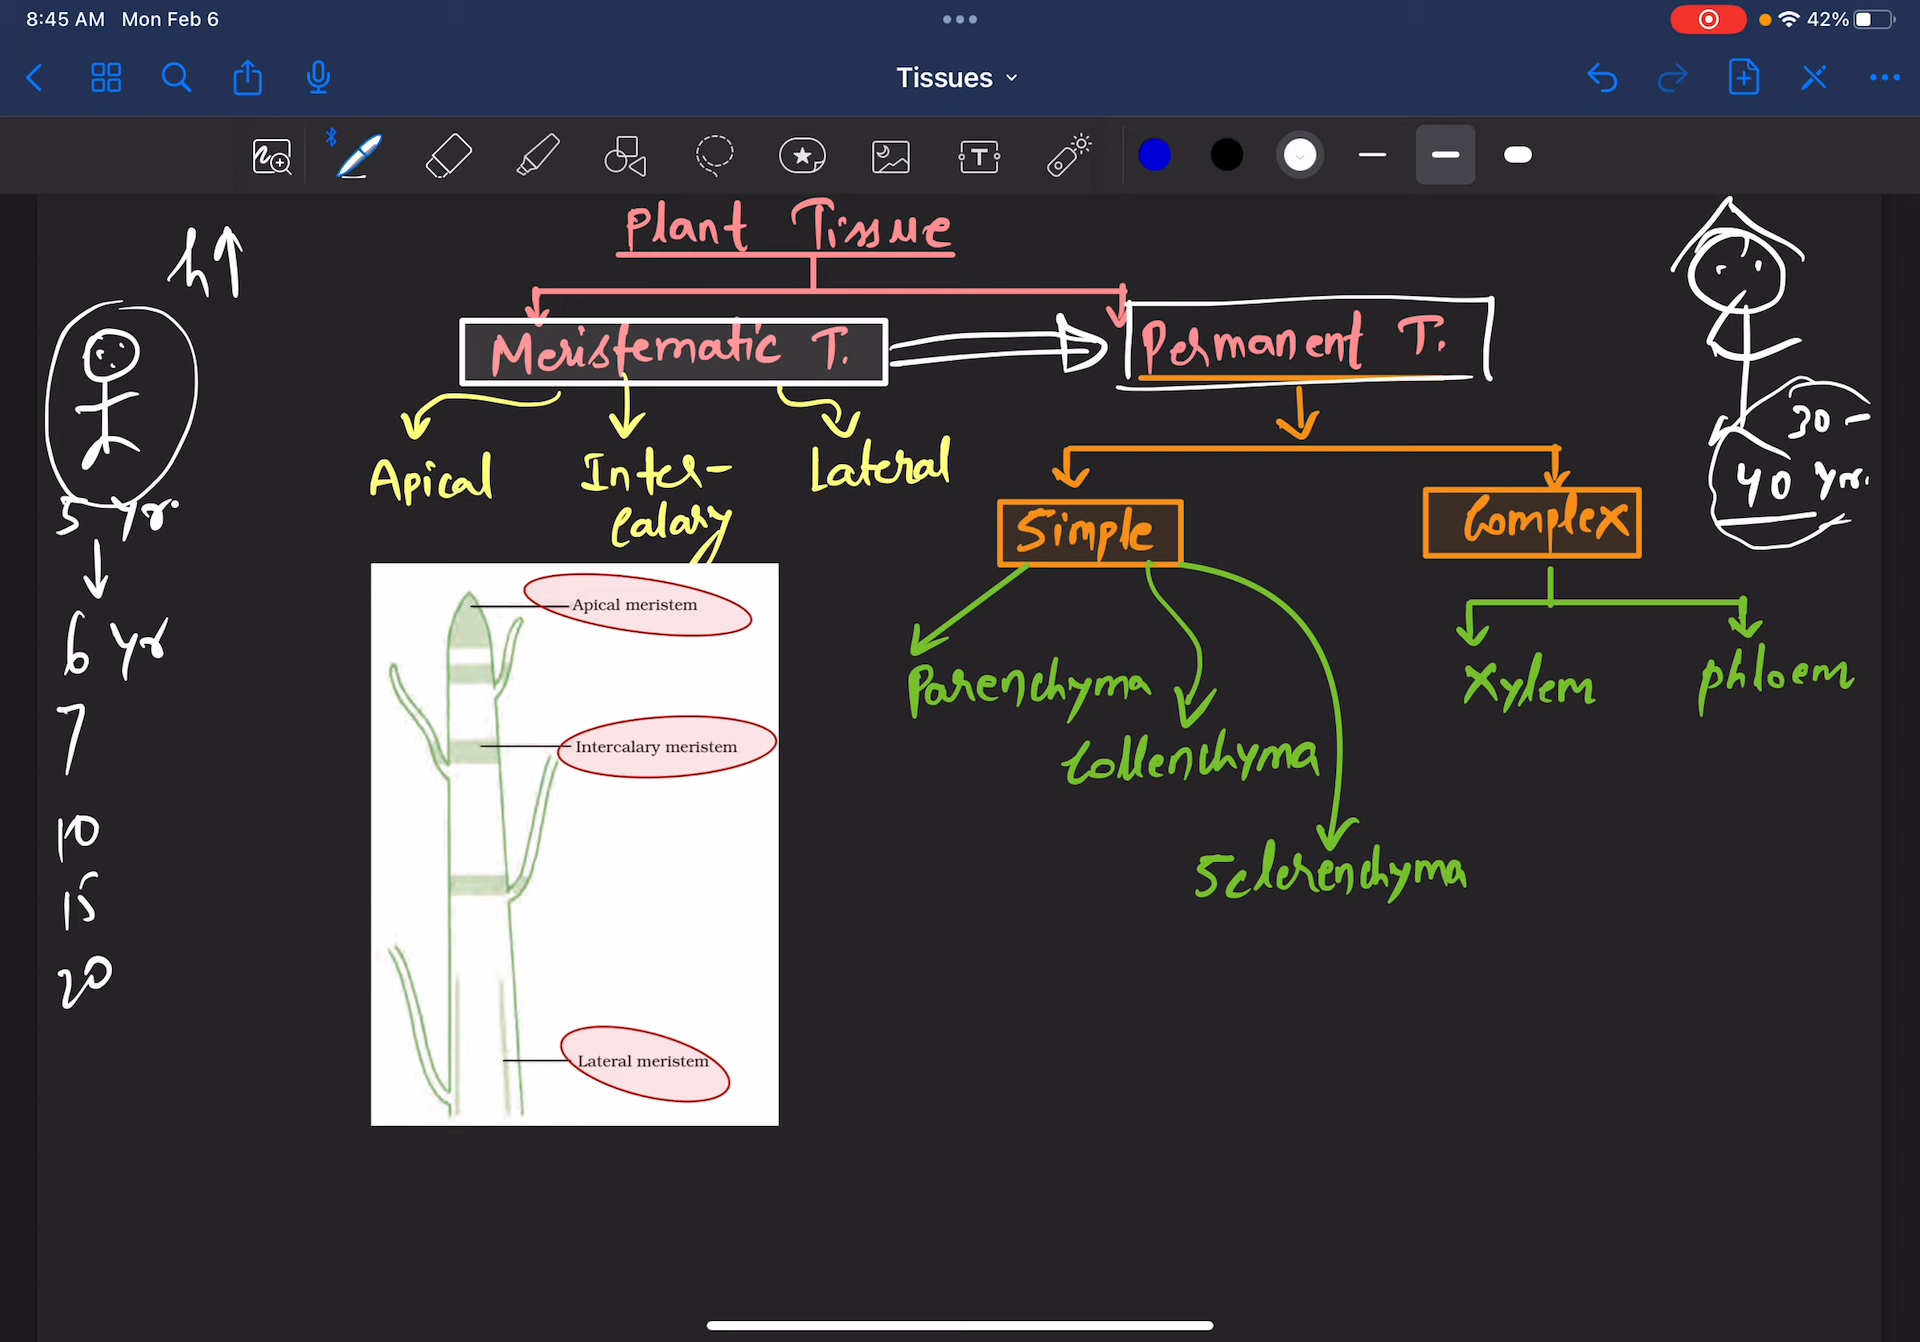 8:45 AM Mon Feb 6
42%
Tissues
T
Plant Tissue
h↑
Meristematic T.
Permanent T.
30 -
40 yr.
Apical
Inter-
calary
Lateral
5 yr.
Simple
Complex
Apical meristem
6 yr
Parenchyma
Xylem
phloem
7
Intercalary meristem
Collenchyma
10
Sclerenchyma
15
20
Lateral meristem